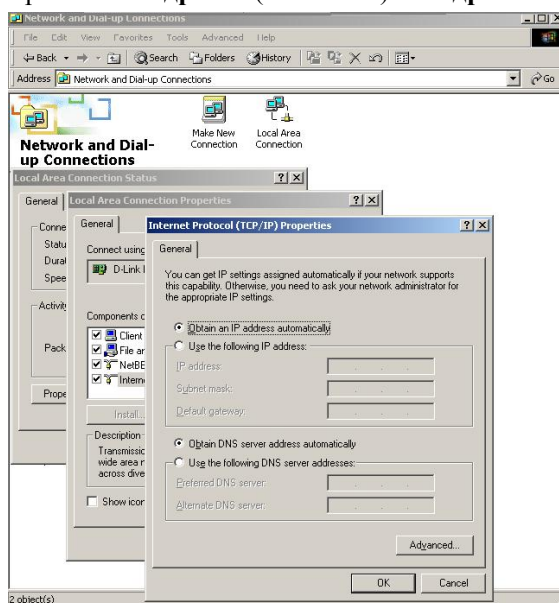 Network and Dial-up Connections
File Edit View Favorites Tools Advanced Help
Back Search Folders History
Address Network and Dial-up Connections Go
Network and Dial-up Connections
Make New Connection
Local Area Connection
Local Area Connection Status
General
Local Area Connection Properties
General
Connect using
D-Link
Components
Client
File
NetBE
Intern
Install...
Description
Transmissic
wide area
across dive
Show icon
Activity
Pack
Prope
Internet Protocol (TCP/IP) Properties
General
You can get IP settings assigned automatically if your network supports
this capability. Otherwise, you need to ask your network administrator for
the appropriate IP settings.
Obtain an IP address automatically
Use the following IP address:
IP address:
Subnet mask:
Default gateway:
Obtain DNS server address automatically
Use the following DNS server addresses:
Preferred DNS server:
Alternate DNS server:
Advanced...
OK Cancel
2 object(s)